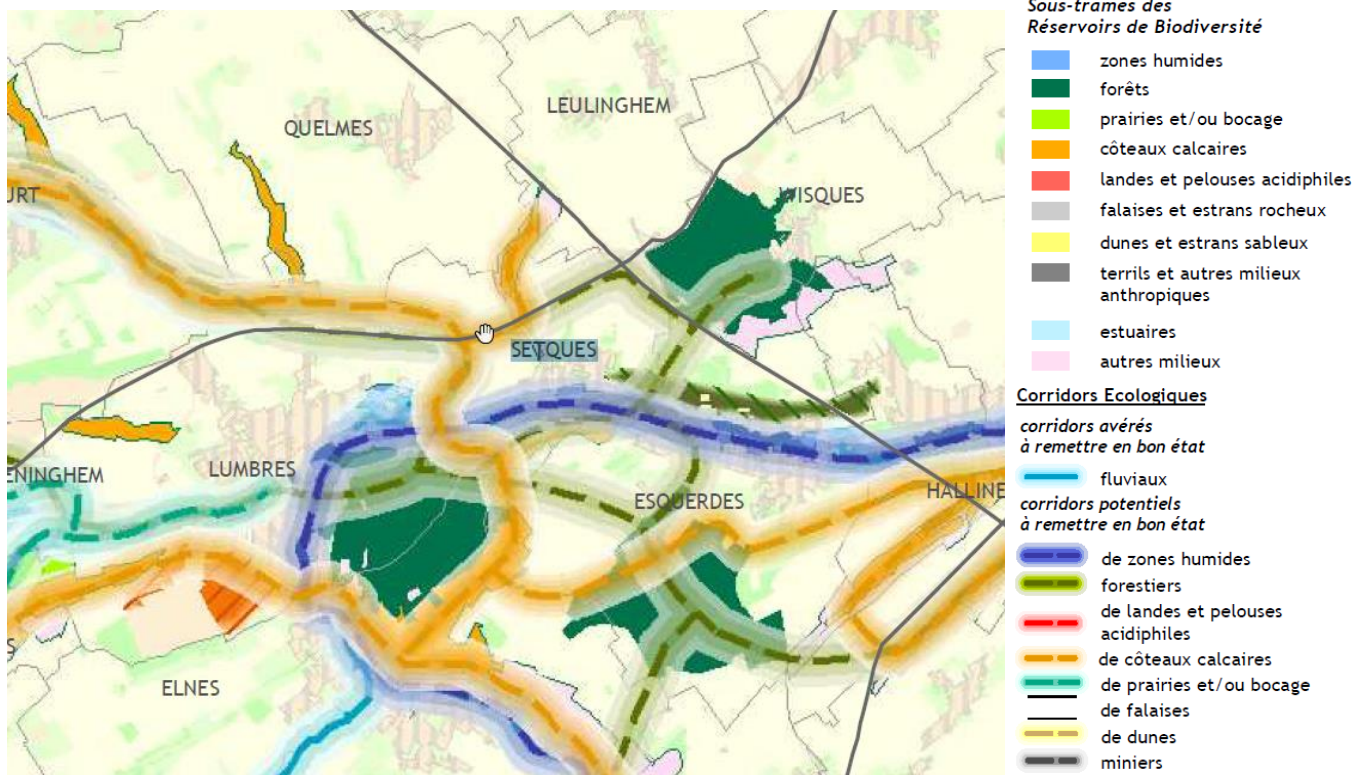 Sous-trames des
Réservoirs de Biodiversité
zones humides
forêts
prairies et/ou bocage
côteaux calcaires
landes et pelouses acidiphiles
falaises et estrans rocheux
dunes et estrans sableux
terrils et autres milieux
anthropiques
estuaires
autres milieux
Corridors Ecologiques
corridors avérés
à remettre en bon état
fluviaux
corridors potentiels
à remettre en bon état
de zones humides
forestiers
de landes et pelouses
acidiphiles
de côteaux calcaires
de prairies et/ou bocage
de falaises
de dunes
miniers
LEULINGHEM
QUELMES
URT
WISQUES
SETQUES
ENINGHEM
LUMBRES
ESQUERDES
HALLINE
S
ELNES